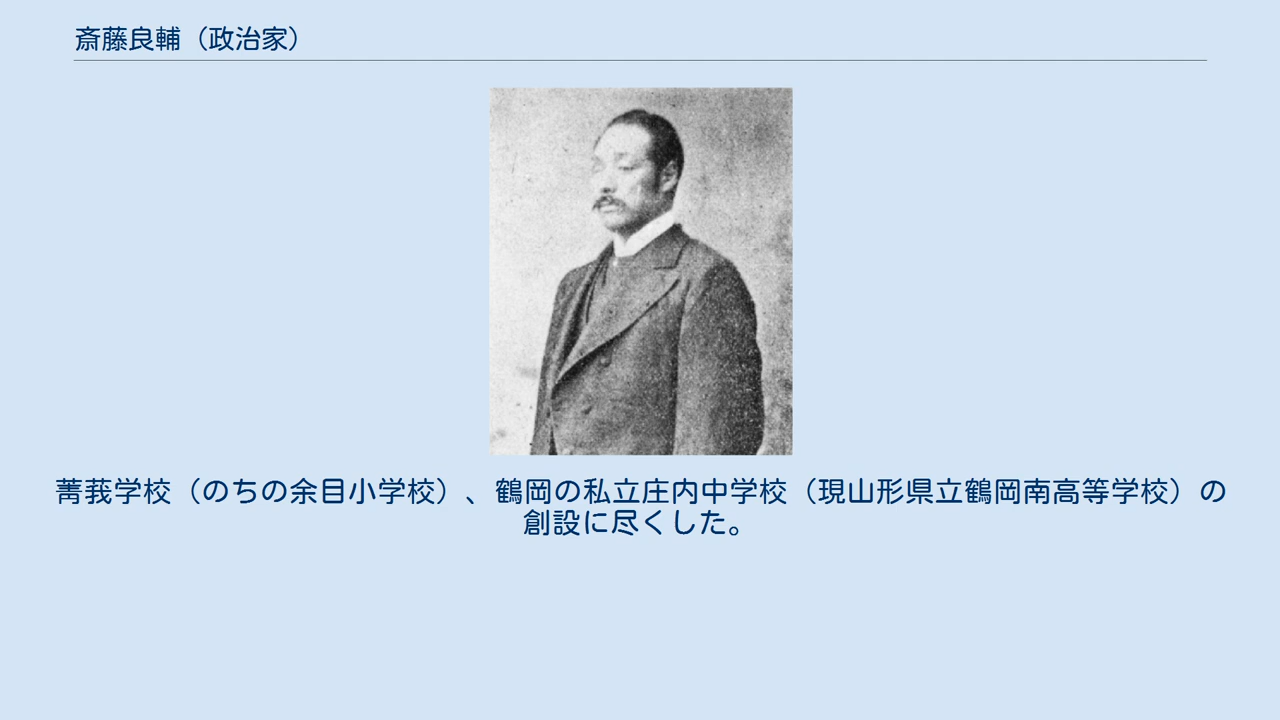 斎藤良輔（政治家）
菁莪学校（のちの余目小学校）、鶴岡の私立庄内中学校（現山形県立鶴岡南高等学校）の
創設に尽くした。